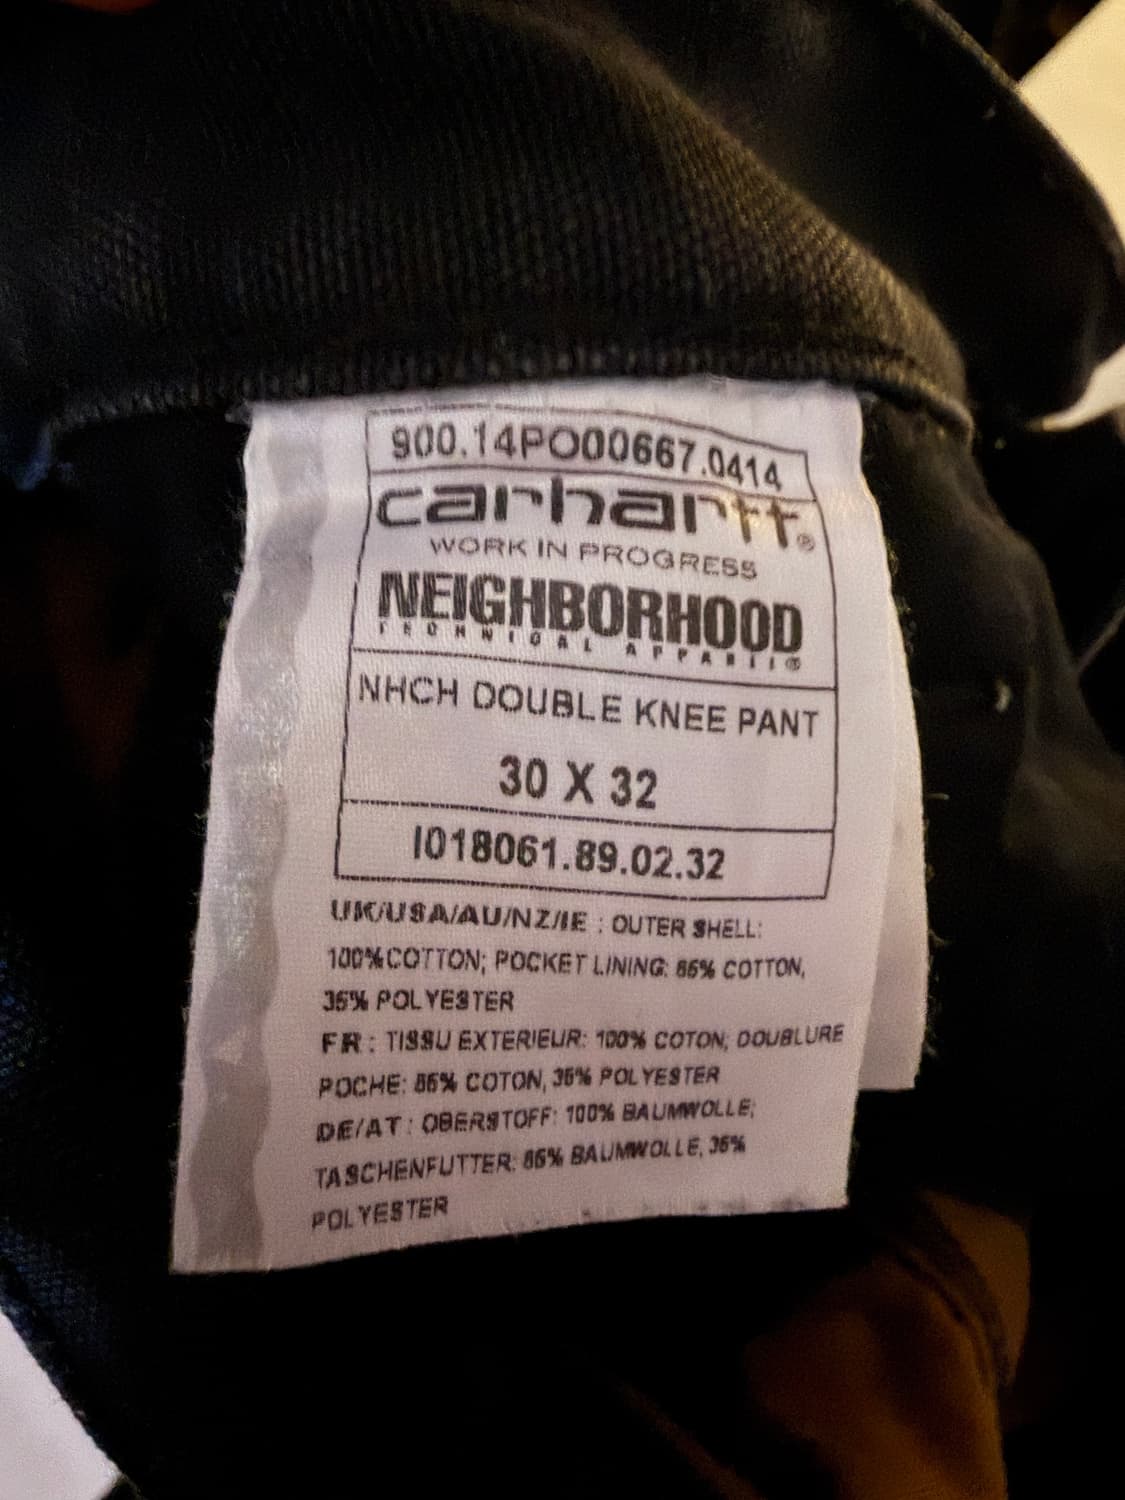 900.14PO00667.0414
carhartt®
WORK IN PROGRESS
NEIGHBORHOOD
TECHNICAL APPAREL®
NHCH DOUBLE KNEE PANT
30 X 32
I018061.89.02.32
UK/USA/AU/NZ/IE : OUTER SHELL:
100%COTTON; POCKET LINING: 65% COTTON,
35% POLYESTER
FR : TISSU EXTERIEUR: 100% COTON; DOUBLURE
POCHE: 65% COTON, 35% POLYESTER
DE/AT : OBERSTOFF: 100% BAUMWOLLE;
TASCHENFUTTER: 65% BAUMWOLLE, 35%
POLYESTER